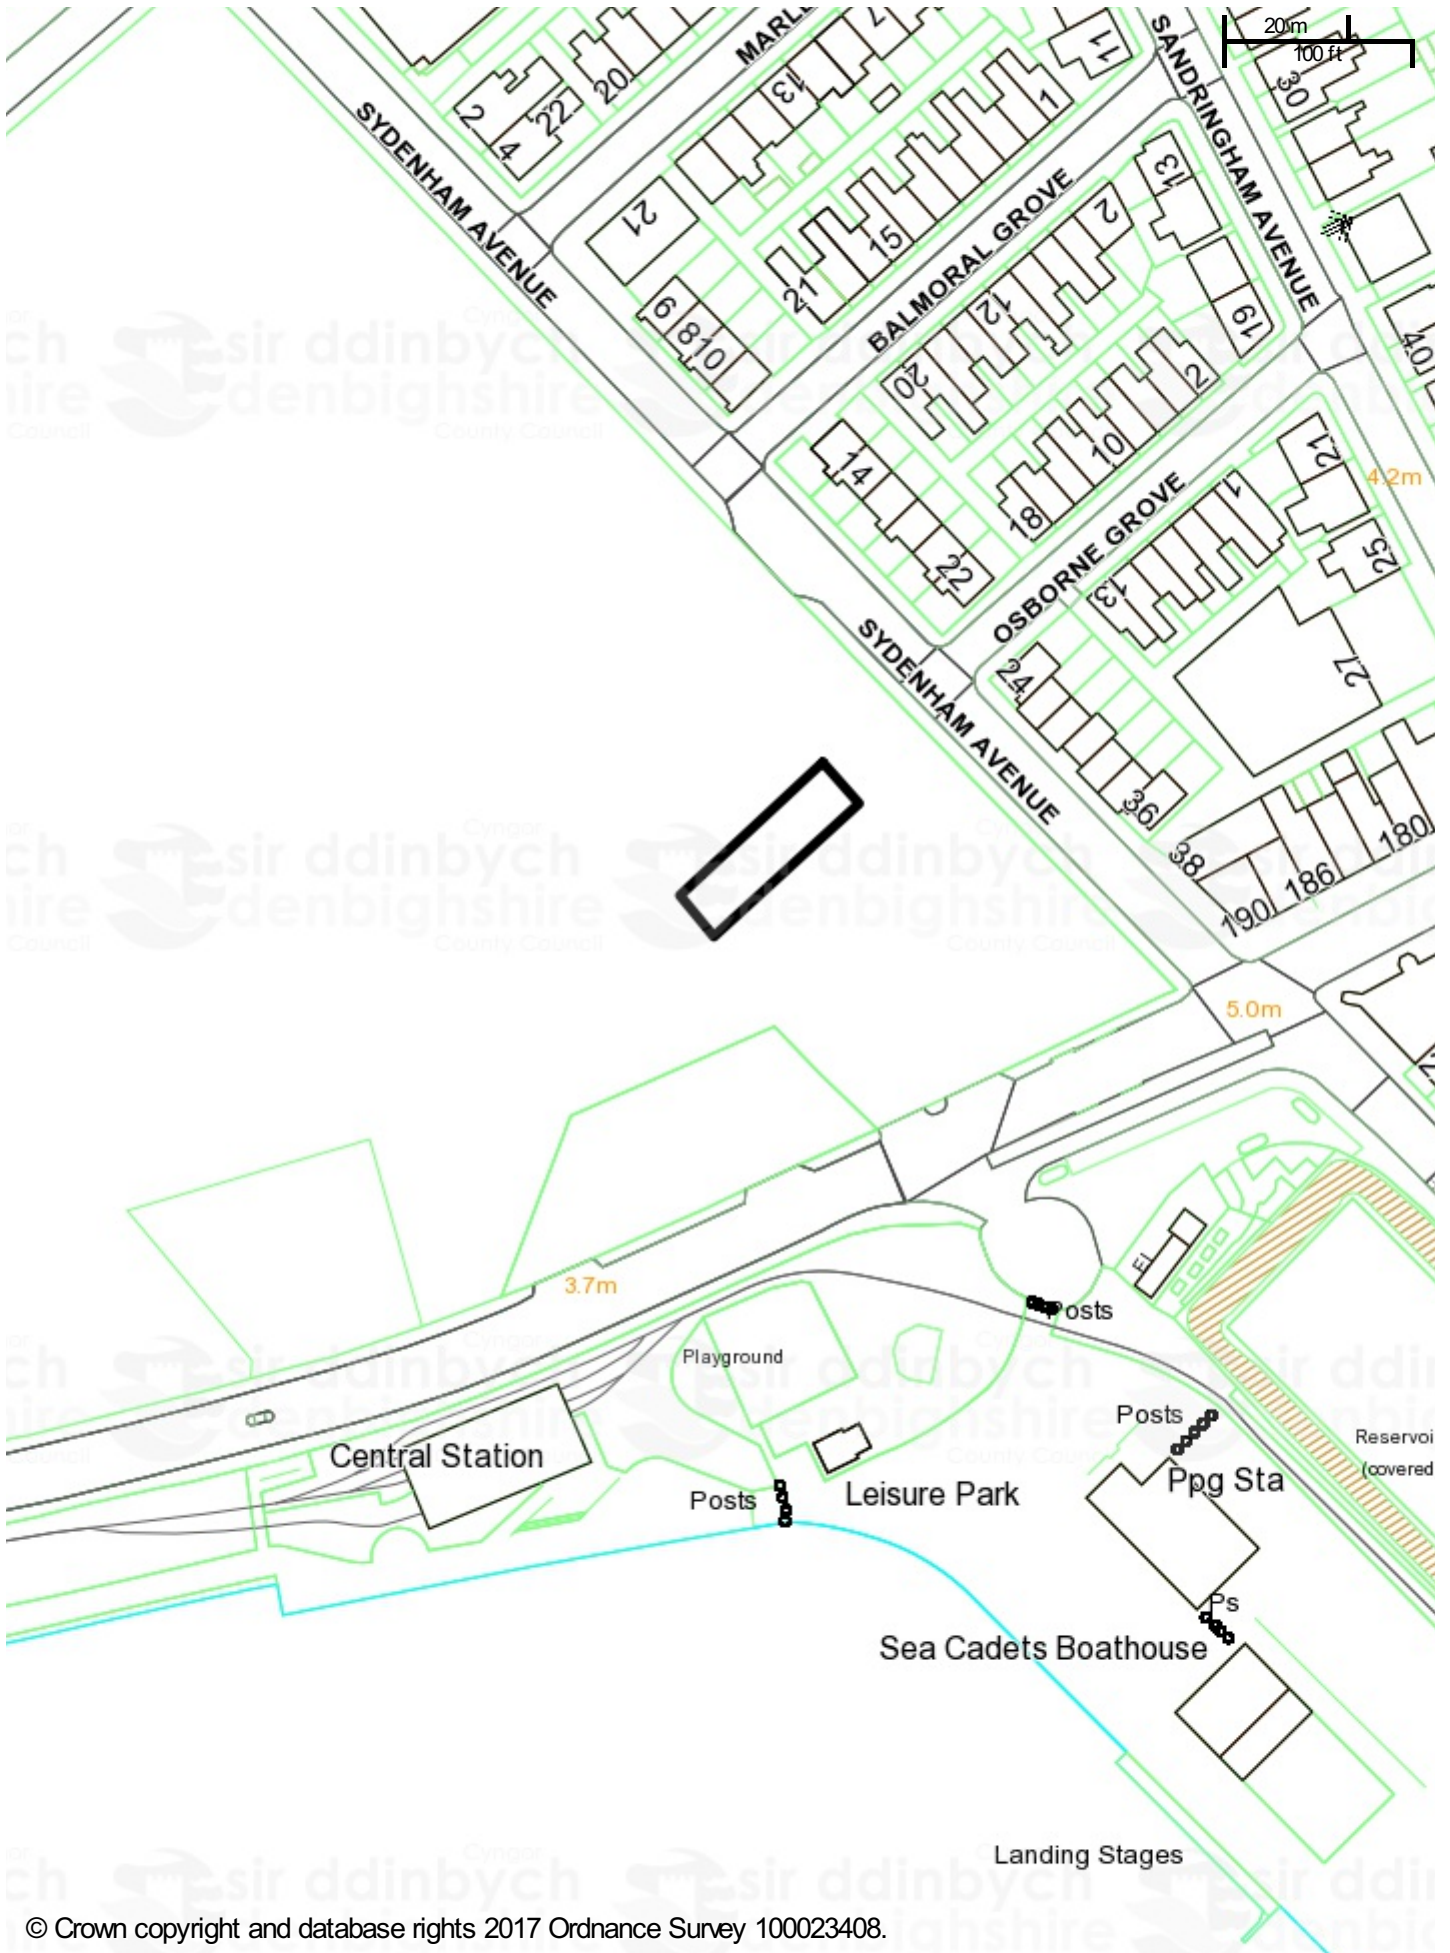 20 m
100 ft
MARL
SANDRINGHAM AVENUE
SYDENHAM AVENUE
2
4
22
20
13
7
11
1
30
21
15
21
9
8
10
BALMORAL GROVE
13
2
12
20
19
40
2
10
18
14
22
OSBORNE GROVE
21
4.2m
25
1
13
27
SYDENHAM AVENUE
24
36
38
190
186
180
5.0m
3.7m
El
Posts
Playground
Central Station
Posts
Leisure Park
Posts
Ppg Sta
Reservoi
(covered
Ps
Sea Cadets Boathouse
Landing Stages
Cyngor
sir ddinbych
denbighshire
County Council
© Crown copyright and database rights 2017 Ordnance Survey 100023408.